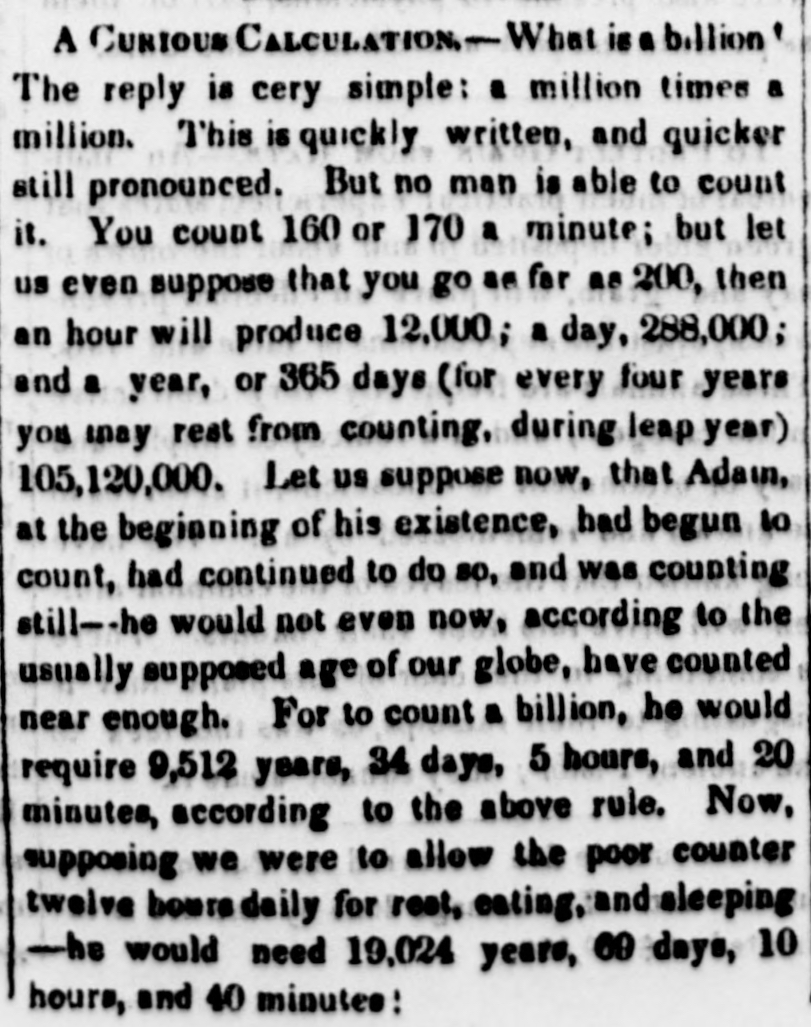 A CURIOUS CALCULATION.—What is a billion'
The reply is cery simple: a million times a
million. This is quickly written, and quicker
still pronounced. But no man is able to count
it. You count 160 or 170 a minute; but let
us even suppose that you go as far as 200, then
an hour will produce 12,000; a day, 288,000;
and a year, or 365 days (for every four years
you may rest from counting, during leap year)
105,120,000. Let us suppose now, that Adam,
at the beginning of his existence, had begun to
count, had continued to do so, and was counting
still--he would not even now, according to the
usually supposed age of our globe, have counted
near enough. For to count a billion, he would
require 9,512 years, 34 days, 5 hours, and 20
minutes, according to the above rule. Now,
supposing we were to allow the poor counter
twelve hours daily for rest, eating, and sleeping
—he would need 19,024 years, 69 days, 10
hours, and 40 minutes!